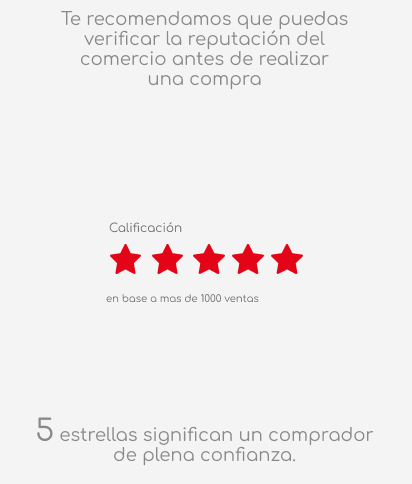 Te recomendamos que puedas
verificar la reputación del
comercio antes de realizar
una compra
Calificación
en base a mas de 1000 ventas
5 estrellas significan un comprador
de plena confianza.